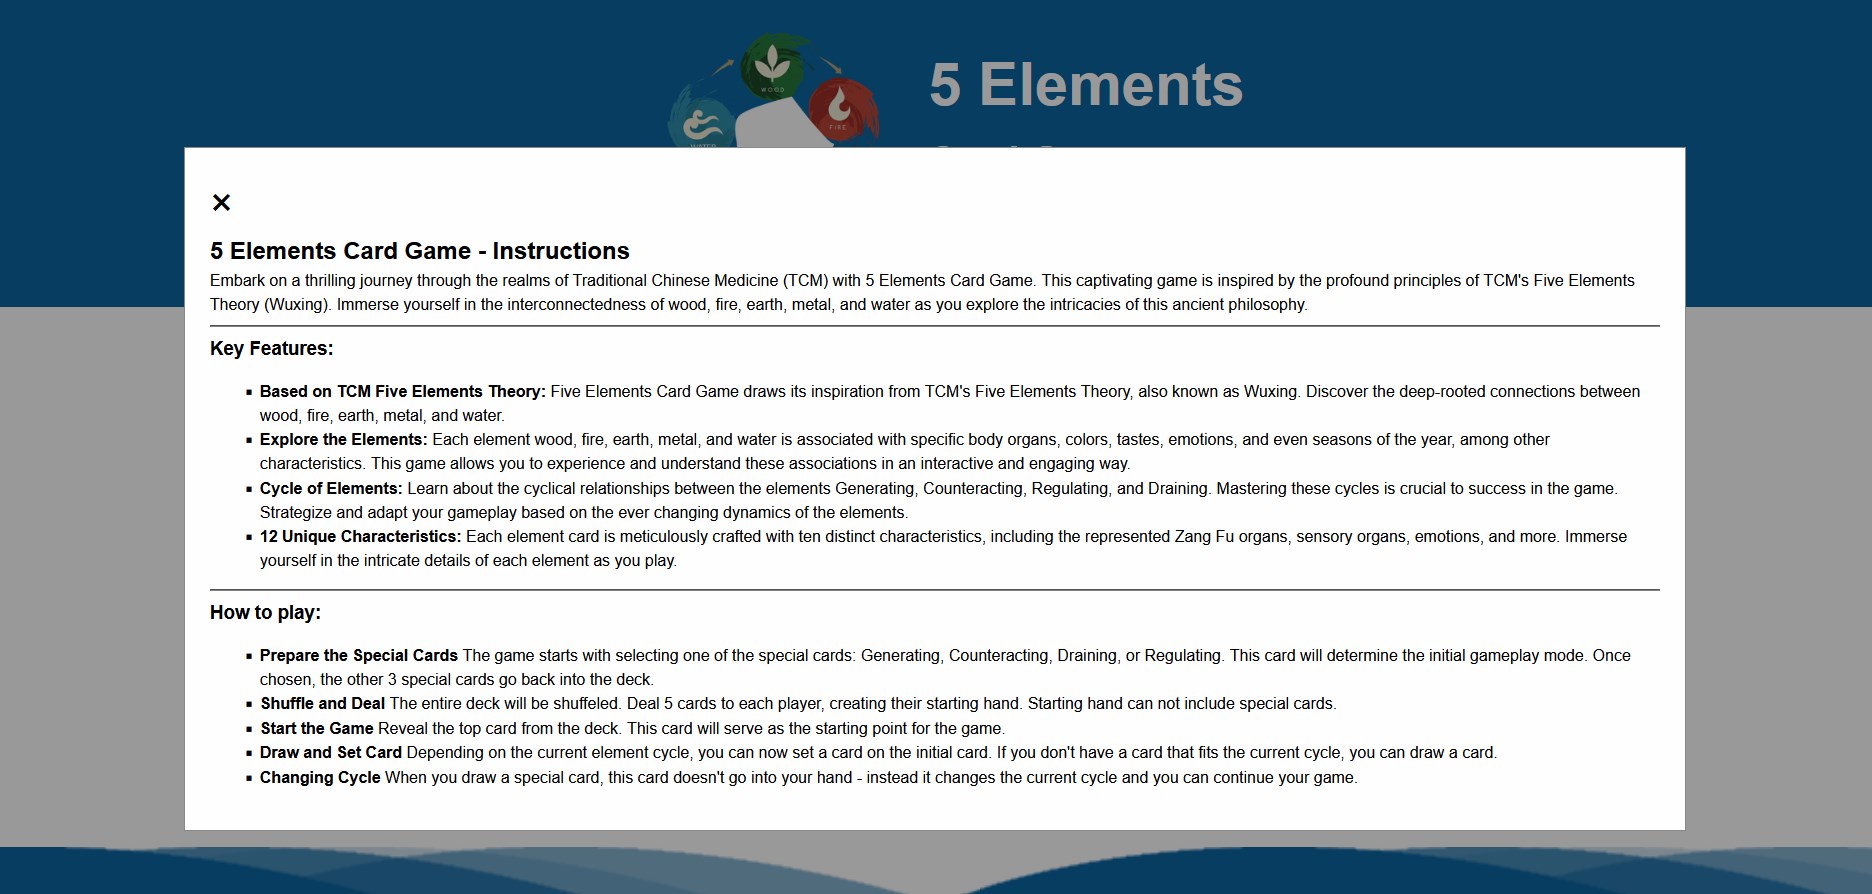 WOOD
FIRE
WATER
5 Elements
✕
5 Elements Card Game - Instructions
Embark on a thrilling journey through the realms of Traditional Chinese Medicine (TCM) with 5 Elements Card Game. This captivating game is inspired by the profound principles of TCM's Five Elements
Theory (Wuxing). Immerse yourself in the interconnectedness of wood, fire, earth, metal, and water as you explore the intricacies of this ancient philosophy.
Key Features:
▪ Based on TCM Five Elements Theory: Five Elements Card Game draws its inspiration from TCM's Five Elements Theory, also known as Wuxing. Discover the deep-rooted connections between
wood, fire, earth, metal, and water.
▪ Explore the Elements: Each element wood, fire, earth, metal, and water is associated with specific body organs, colors, tastes, emotions, and even seasons of the year, among other
characteristics. This game allows you to experience and understand these associations in an interactive and engaging way.
▪ Cycle of Elements: Learn about the cyclical relationships between the elements Generating, Counteracting, Regulating, and Draining. Mastering these cycles is crucial to success in the game.
Strategize and adapt your gameplay based on the ever changing dynamics of the elements.
▪ 12 Unique Characteristics: Each element card is meticulously crafted with ten distinct characteristics, including the represented Zang Fu organs, sensory organs, emotions, and more. Immerse
yourself in the intricate details of each element as you play.
How to play:
▪ Prepare the Special Cards The game starts with selecting one of the special cards: Generating, Counteracting, Draining, or Regulating. This card will determine the initial gameplay mode. Once
chosen, the other 3 special cards go back into the deck.
▪ Shuffle and Deal The entire deck will be shuffled. Deal 5 cards to each player, creating their starting hand. Starting hand can not include special cards.
▪ Start the Game Reveal the top card from the deck. This card will serve as the starting point for the game.
▪ Draw and Set Card Depending on the current element cycle, you can now set a card on the initial card. If you don't have a card that fits the current cycle, you can draw a card.
▪ Changing Cycle When you draw a special card, this card doesn't go into your hand - instead it changes the current cycle and you can continue your game.